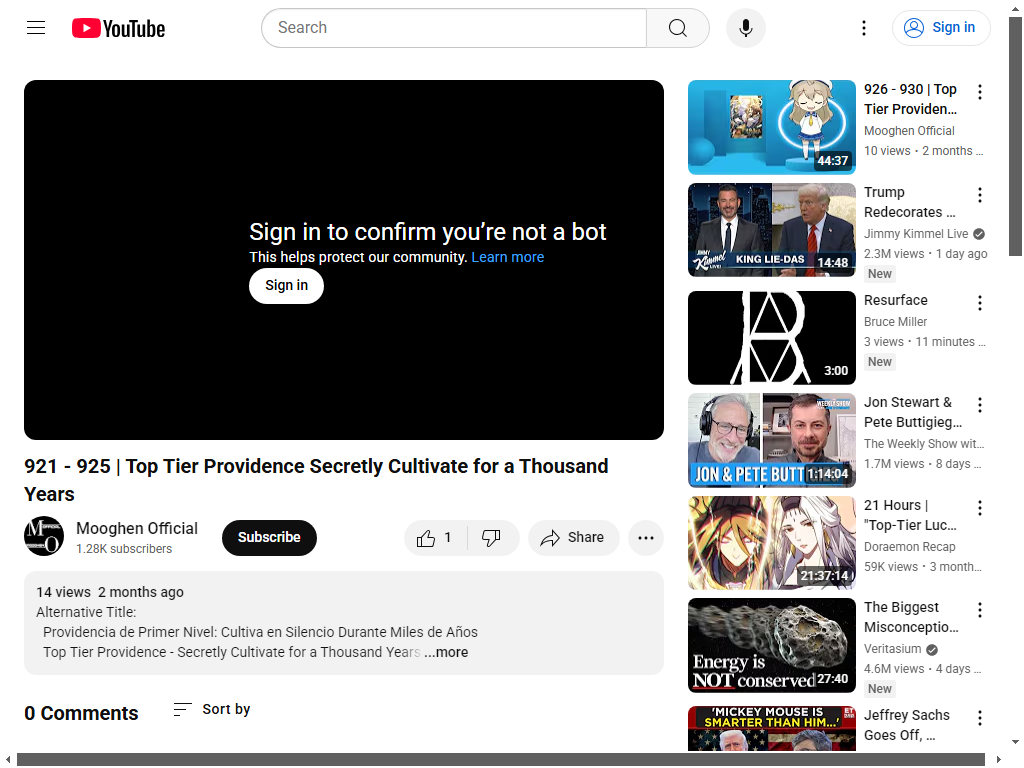 YouTube
Search
Sign in
Sign in to confirm you're not a bot
This helps protect our community. Learn more
Sign in
921 - 925 | Top Tier Providence Secretly Cultivate for a Thousand
Years
Mooghen Official
1.28K subscribers
Subscribe
1
Share
14 views 2 months ago
Alternative Title:
Providencia de Primer Nivel: Cultiva en Silencio Durante Miles de Años
Top Tier Providence - Secretly Cultivate for a Thousand Years ...more
0 Comments
Sort by
44:37
926 - 930 | Top
Tier Providen...
Mooghen Official
10 views • 2 months ...
JIMMY
KIMMEL
LIVE!
KING LIE-DAS
14:48
Trump
Redecorates ...
Jimmy Kimmel Live
2.3M views • 1 day ago
New
3:00
Resurface
Bruce Miller
3 views • 11 minutes ...
New
WEEKLY SHOW
JON & PETE BUTT
1:14:04
Jon Stewart &
Pete Buttigieg...
The Weekly Show wit...
1.7M views • 8 days ...
21:37:14
21 Hours |
"Top-Tier Luc...
Doraemon Recap
59K views • 3 month...
Energy is
NOT conserved
27:40
The Biggest
Misconceptio...
Veritasium
4.6M views • 4 days ...
New
'MICKEY MOUSE IS
SMARTER THAN HIM...'
Jeffrey Sachs
Goes Off, ...